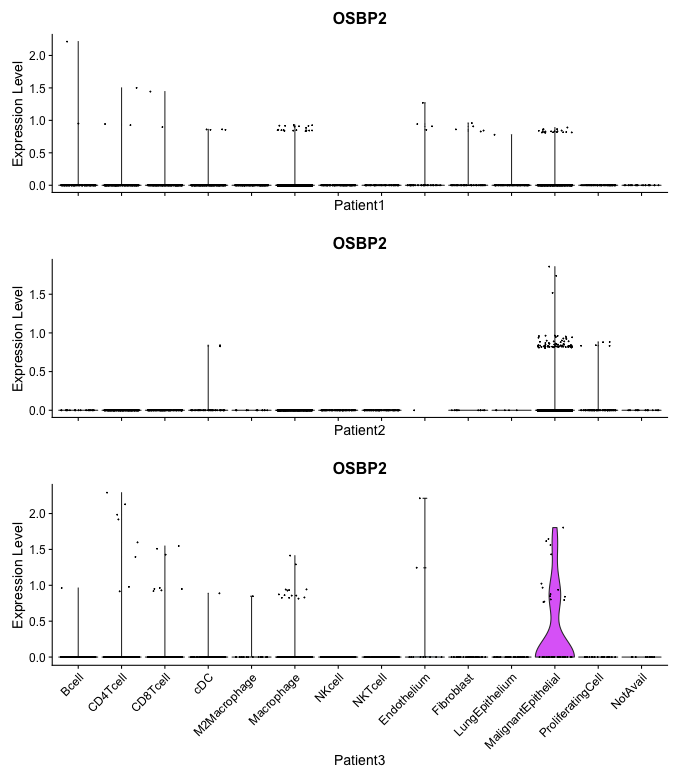 OSBP2
Expression Level
2.0
1.5
1.0
0.5
0.0
Patient1
OSBP2
Expression Level
1.5
1.0
0.5
0.0
Patient2
OSBP2
Expression Level
2.0
1.5
1.0
0.5
0.0
Bcell
CD4Tcell
CD8Tcell
cDC
M2Macrophage
Macrophage
NKcell
NKTcell
Endothelium
Fibroblast
LungEpithelium
MalignantEpithelial
ProliferatingCell
NotAvail
Patient3